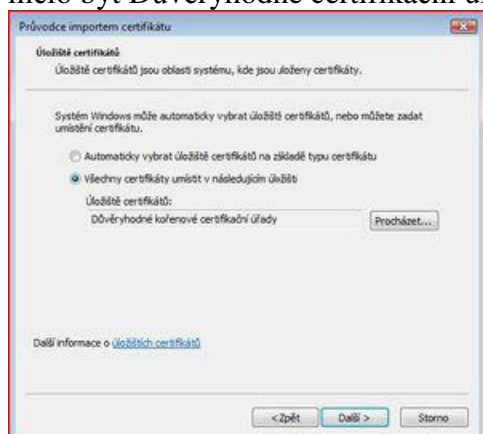 mělo být Důvěryhodné certifikační úř
Průvodce importem certifikátu
Úložiště certifikátů
Úložiště certifikátů jsou oblasti systému, kde jsou uloženy certifikáty.
Systém Windows může automaticky vybrat úložiště certifikátů, nebo můžete zadat
umístění certifikátu.
Automaticky vybrat úložiště certifikátů na základě typu certifikátu
Všechny certifikáty umístit v následujícím úložišti
Úložiště certifikátů:
Důvěryhodné kořenové certifikační úřady
Procházet...
Další informace o úložištích certifikátů
< Zpět
Další >
Storno